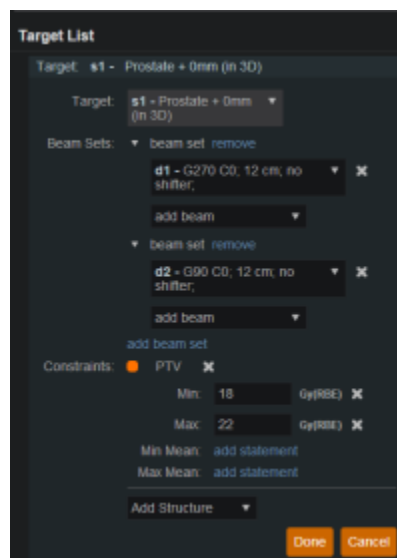 Target List
Target: s1 - Prostate + 0mm (in 3D)
Target: s1 - Prostate + 0mm
(in 3D)
Beam Sets: beam set remove
d1 - G270 C0; 12 cm; no
shifter;
add beam
beam set remove
d2 - G90 C0; 12 cm; no
shifter;
add beam
add beam set
Constraints: PTV
Min: 18 Gy(RBE)
Max: 22 Gy(RBE)
Min Mean: add statement
Max Mean: add statement
Add Structure
Done Cancel